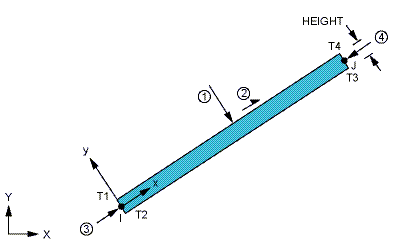 HEIGHT
T4 ④
J
T3
① ②
y
T1 x
Y T2
③ I
X